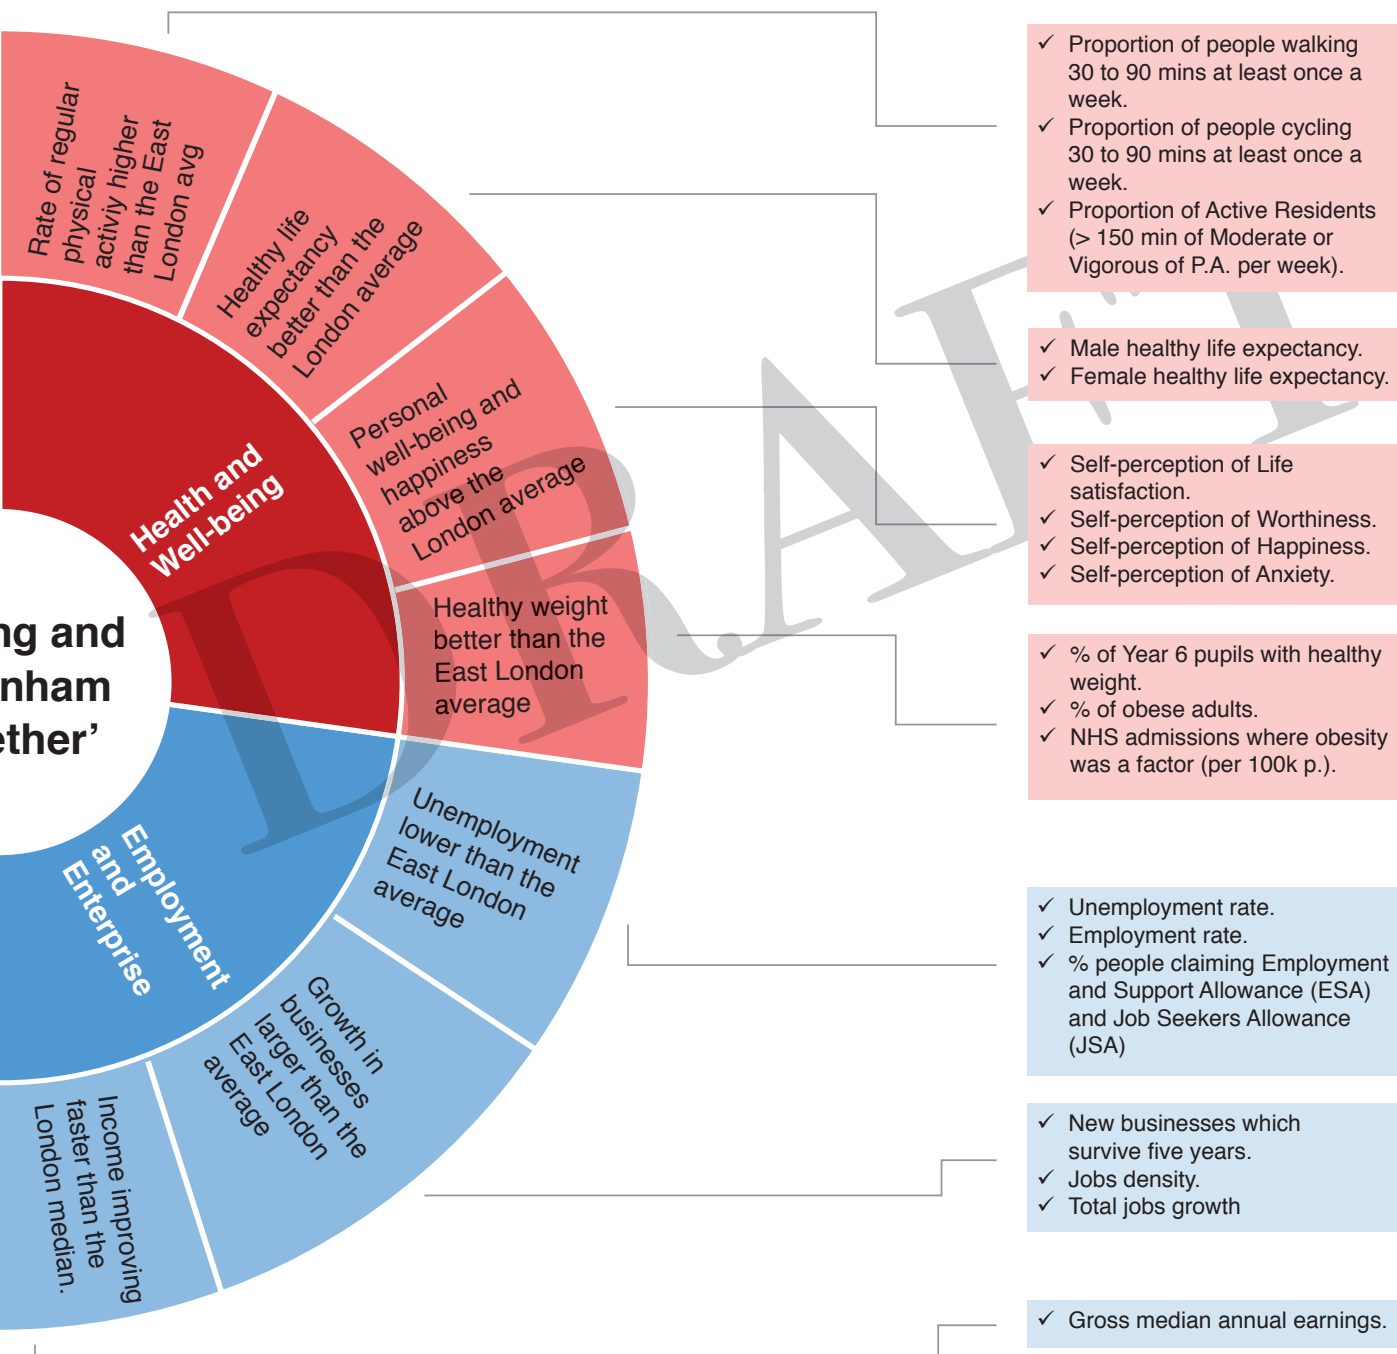 Rate of regular
physical
activiy higher
than the East
London avg
Healthy life
expectancy
better than the
London average
Personal
well-being and
happiness
above the
London average
Healthy weight
better than the
East London
average
Health and
Well-being
ng and
nham
ether’
Employment
and
Enterprise
Unemployment
lower than the
East London
average
Growth in
businesses
larger than the
East London
average
Income improving
faster than the
London median.
✓ Proportion of people walking
30 to 90 mins at least once a
week.
✓ Proportion of people cycling
30 to 90 mins at least once a
week.
✓ Proportion of Active Residents
(> 150 min of Moderate or
Vigorous of P.A. per week).
✓ Male healthy life expectancy.
✓ Female healthy life expectancy.
✓ Self-perception of Life
satisfaction.
✓ Self-perception of Worthiness.
✓ Self-perception of Happiness.
✓ Self-perception of Anxiety.
✓ % of Year 6 pupils with healthy
weight.
✓ % of obese adults.
✓ NHS admissions where obesity
was a factor (per 100k p.).
✓ Unemployment rate.
✓ Employment rate.
✓ % people claiming Employment
and Support Allowance (ESA)
and Job Seekers Allowance
(JSA)
✓ New businesses which
survive five years.
✓ Jobs density.
✓ Total jobs growth
✓ Gross median annual earnings.
DRAFT